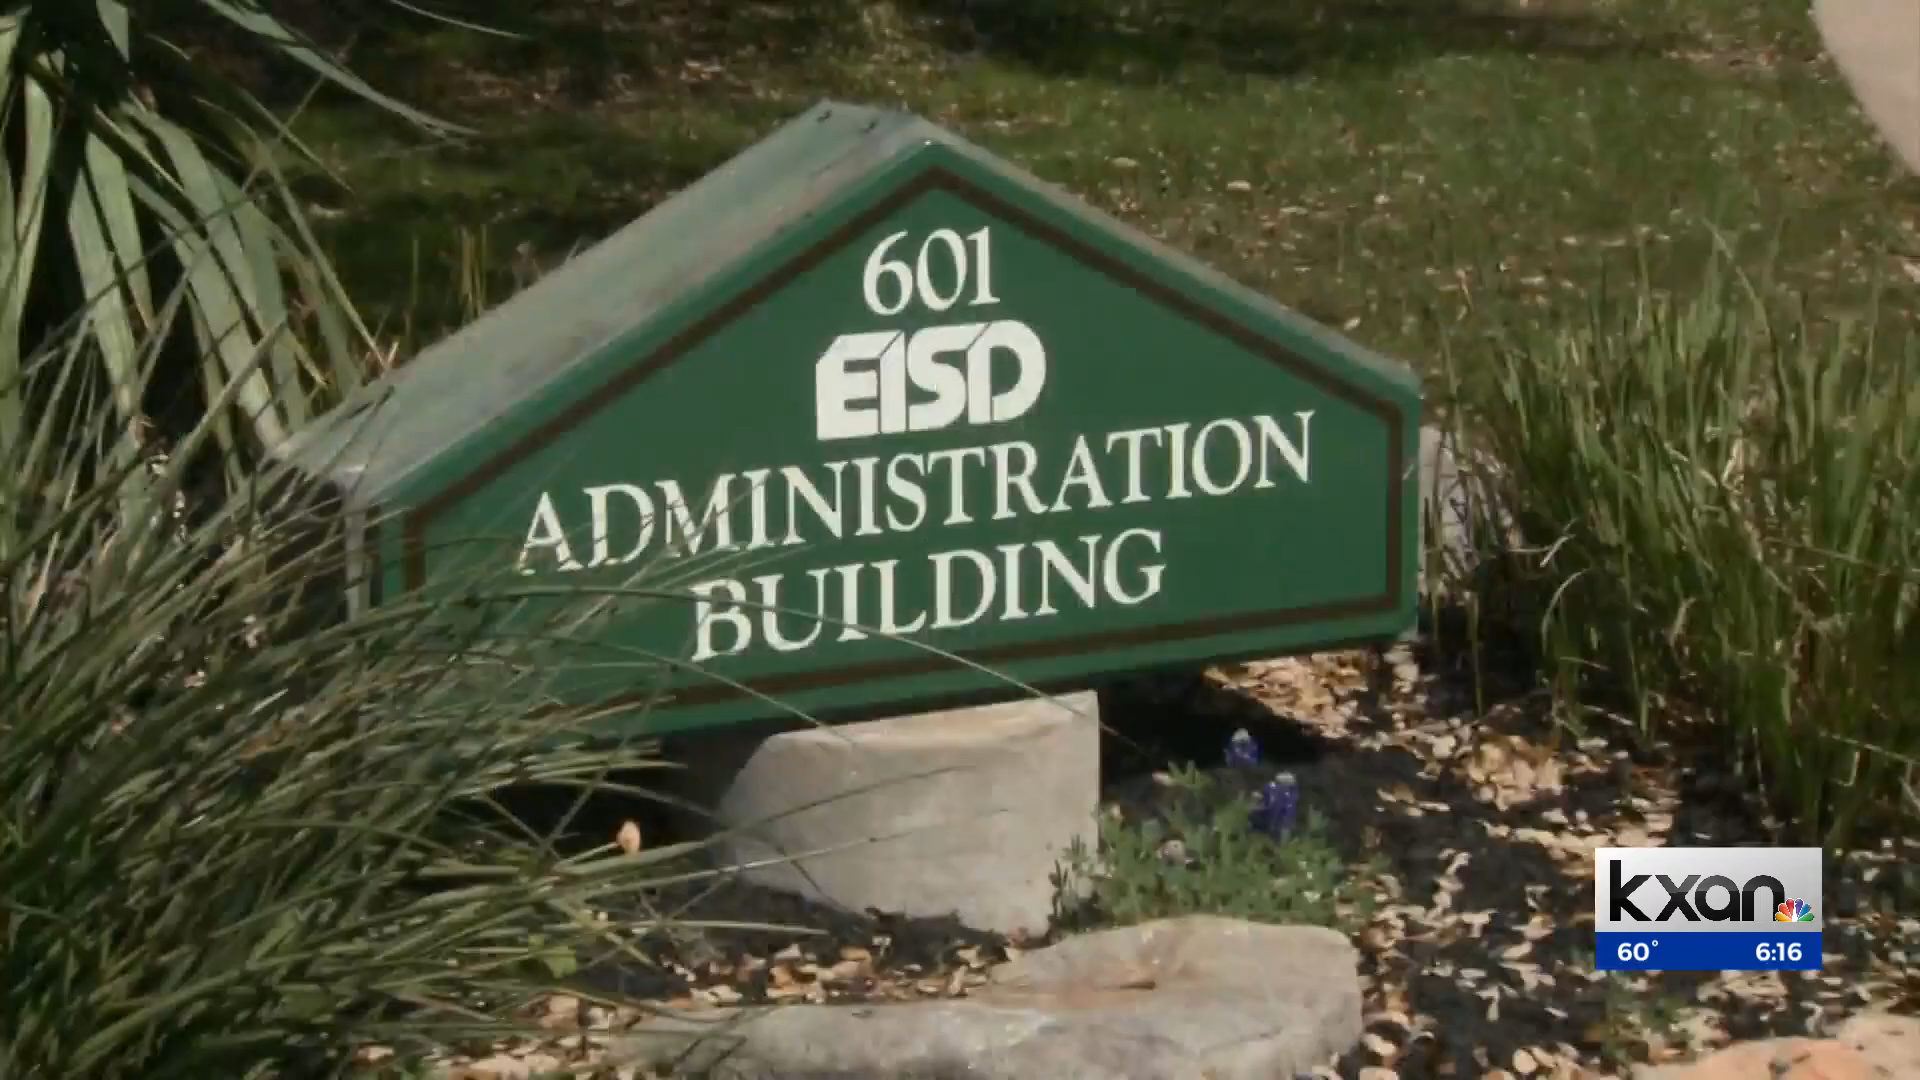 601
EISD
ADMINISTRATION
BUILDING
kxan
60° 6:16